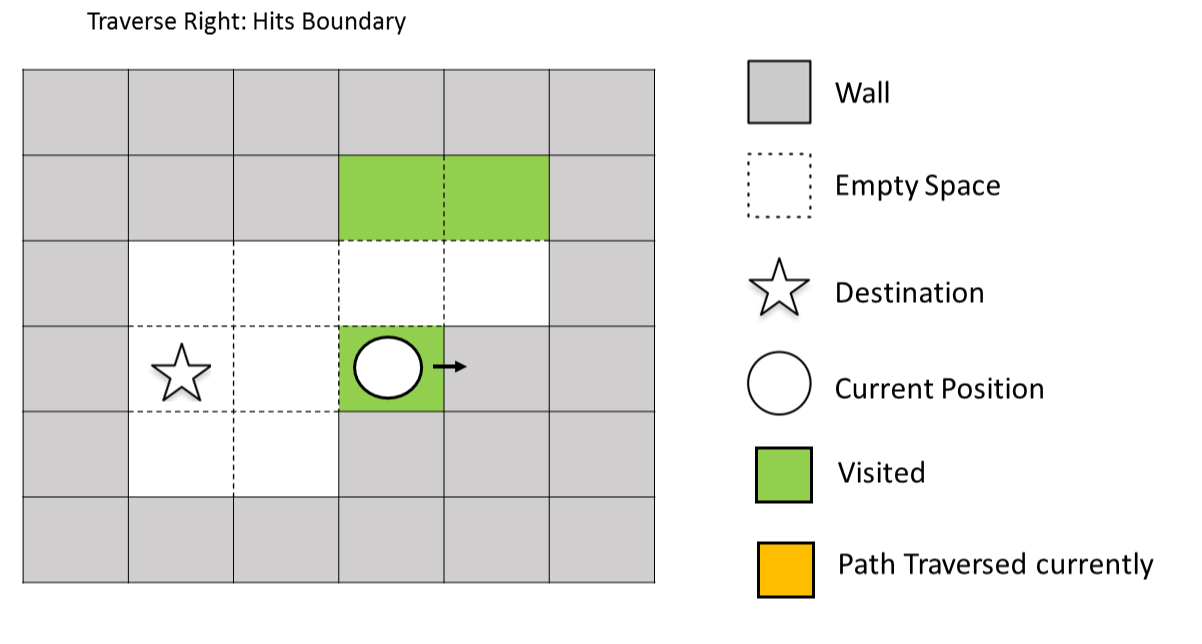 Traverse Right: Hits Boundary
Wall
Empty Space
Destination
Current Position
Visited
Path Traversed currently